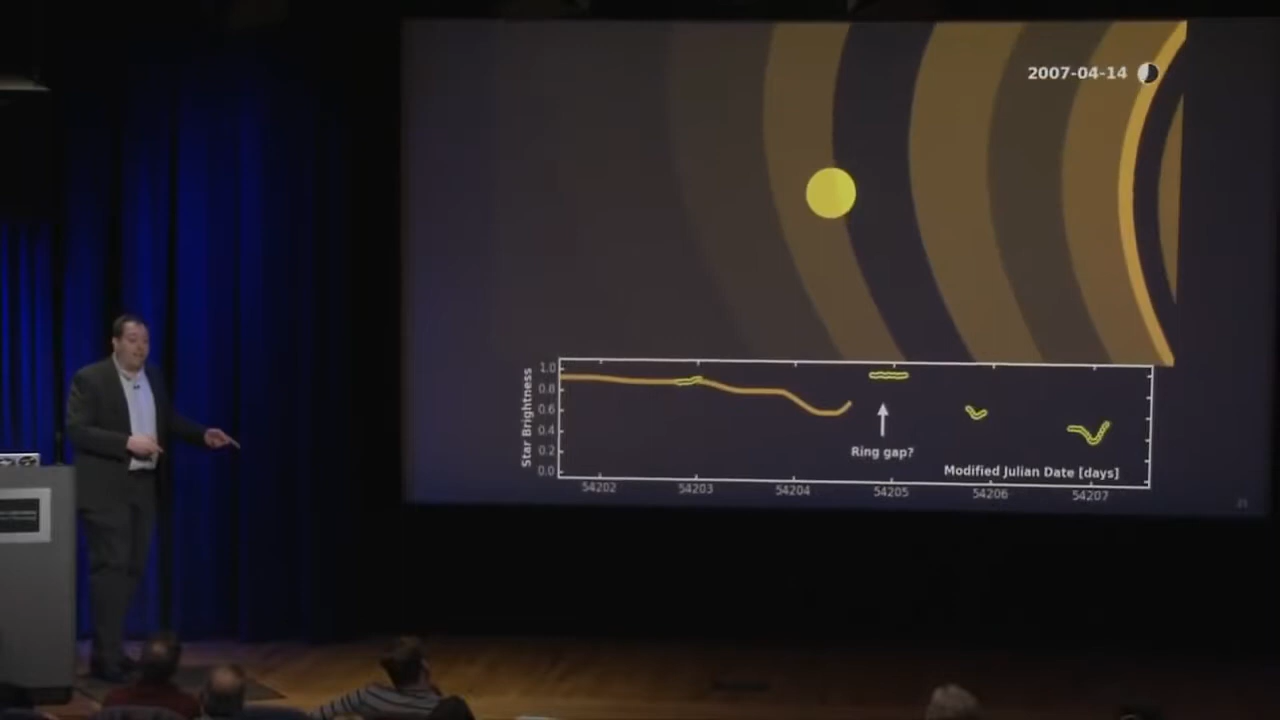 2007-04-14
Star Brightness
1.0
0.8
0.6
0.4
0.2
0.0
Ring gap?
Modified Julian Date [days]
54202 54203 54204 54205 54206 54207